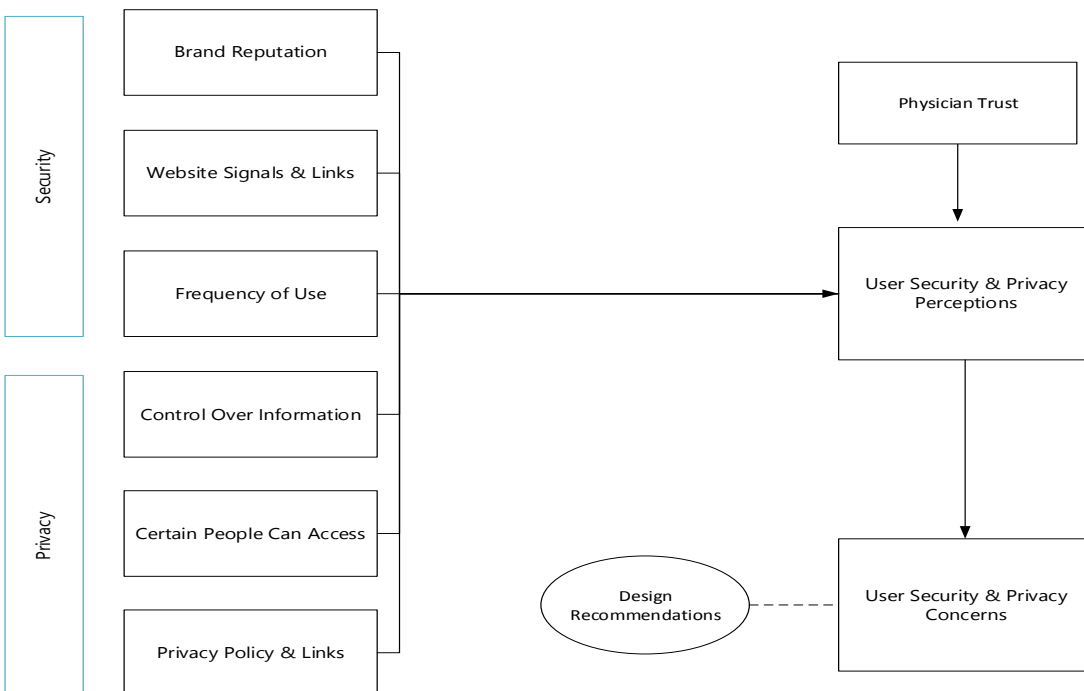 Security
Brand Reputation
Website Signals & Links
Frequency of Use
Privacy
Control Over Information
Certain People Can Access
Privacy Policy & Links
Physician Trust
User Security & Privacy
Perceptions
Design
Recommendations
User Security & Privacy
Concerns